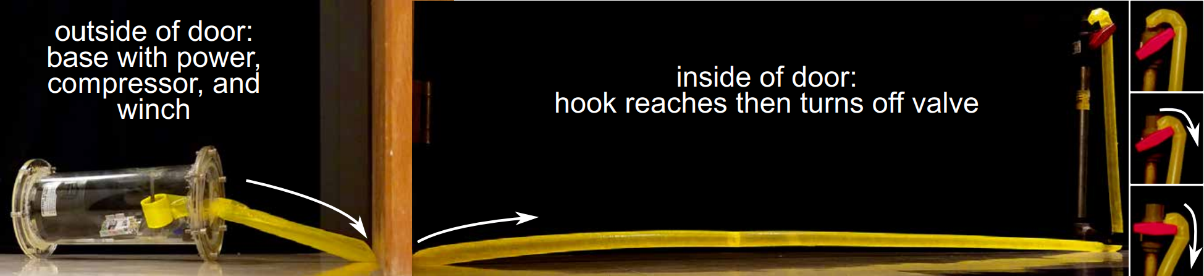 outside of door:
base with power,
compressor, and
winch
inside of door:
hook reaches then turns off valve